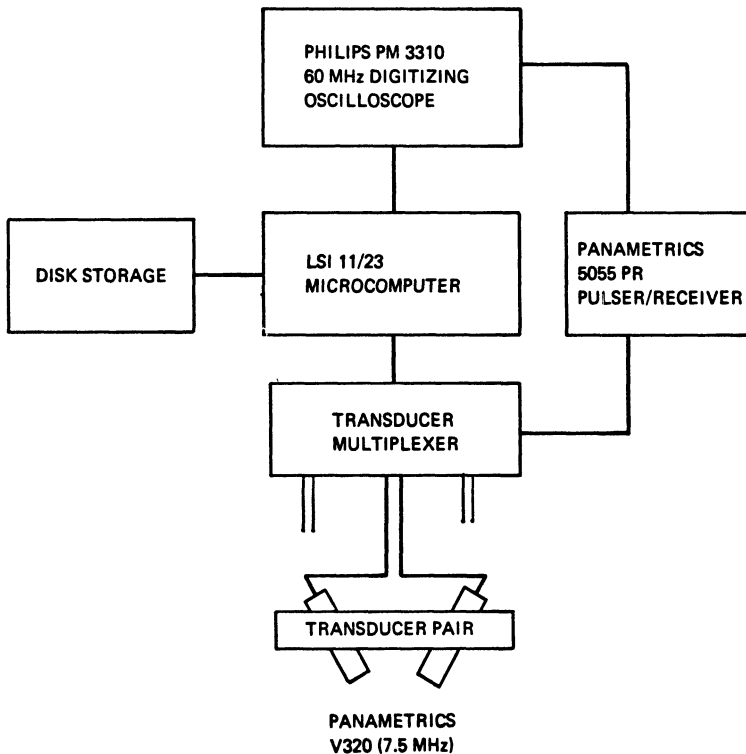 PHILIPS PM 3310
60 MHz DIGITIZING
OSCILLOSCOPE
DISK STORAGE
LSI 11/23
MICROCOMPUTER
PANAMETRICS
5055 PR
PULSER/RECEIVER
TRANSDUCER
MULTIPLEXER
TRANSDUCER PAIR
PANAMETRICS
V320 (7.5 MHz)